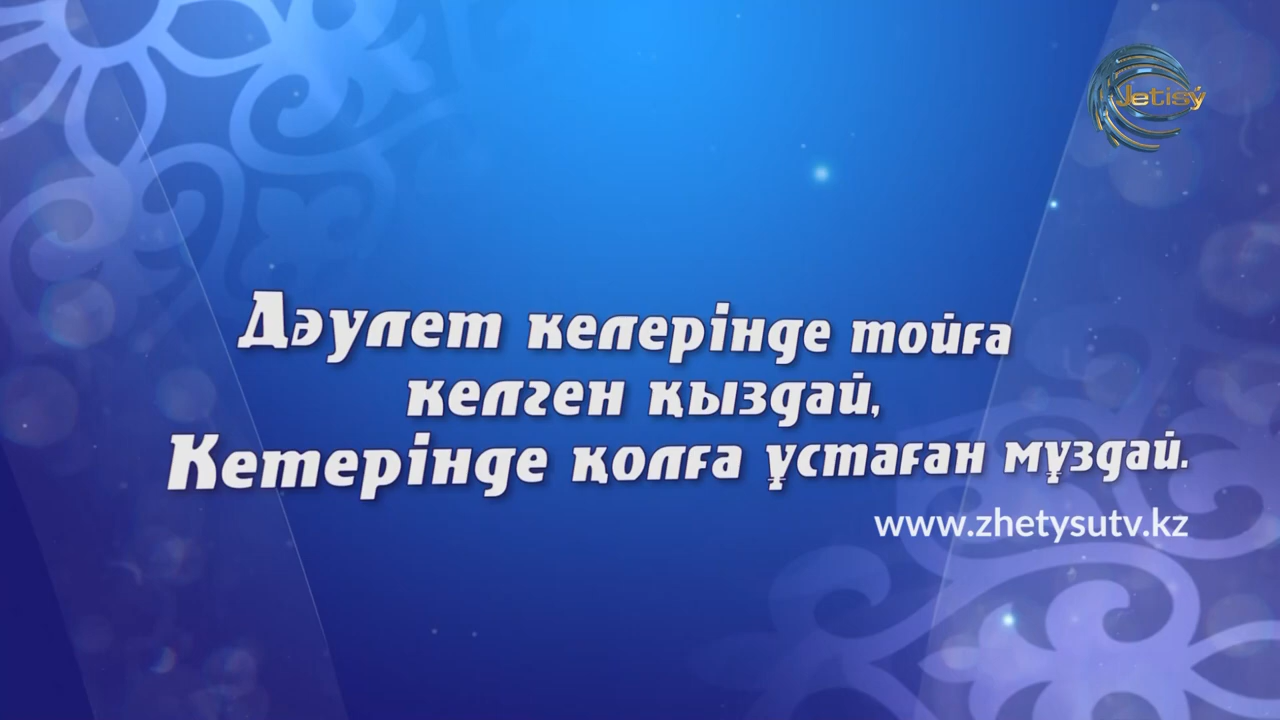 Jetisý
Дәулет келерінде тойға
келген қыздай,
Кетерінде қолға ұстаған мұздай.
www.zhetysutv.kz